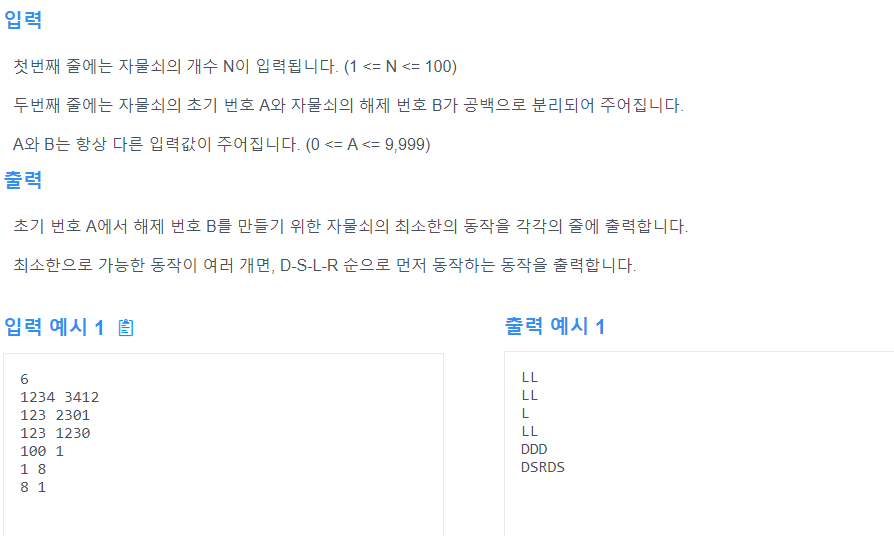 입력
첫번째 줄에는 자물쇠의 개수 N이 입력됩니다. (1 <= N <= 100)
두번째 줄에는 자물쇠의 초기 번호 A와 자물쇠의 해제 번호 B가 공백으로 분리되어 주어집니다.
A와 B는 항상 다른 입력값이 주어집니다. (0 <= A <= 9,999)
출력
초기 번호 A에서 해제 번호 B를 만들기 위한 자물쇠의 최소한의 동작을 각각의 줄에 출력합니다.
최소한으로 가능한 동작이 여러 개면, D-S-L-R 순으로 먼저 동작하는 동작을 출력합니다.
입력 예시 1
6
1234 3412
123 2301
123 1230
100 1
1 8
8 1
출력 예시 1
LL
LL
L
LL
DDD
DSRDS